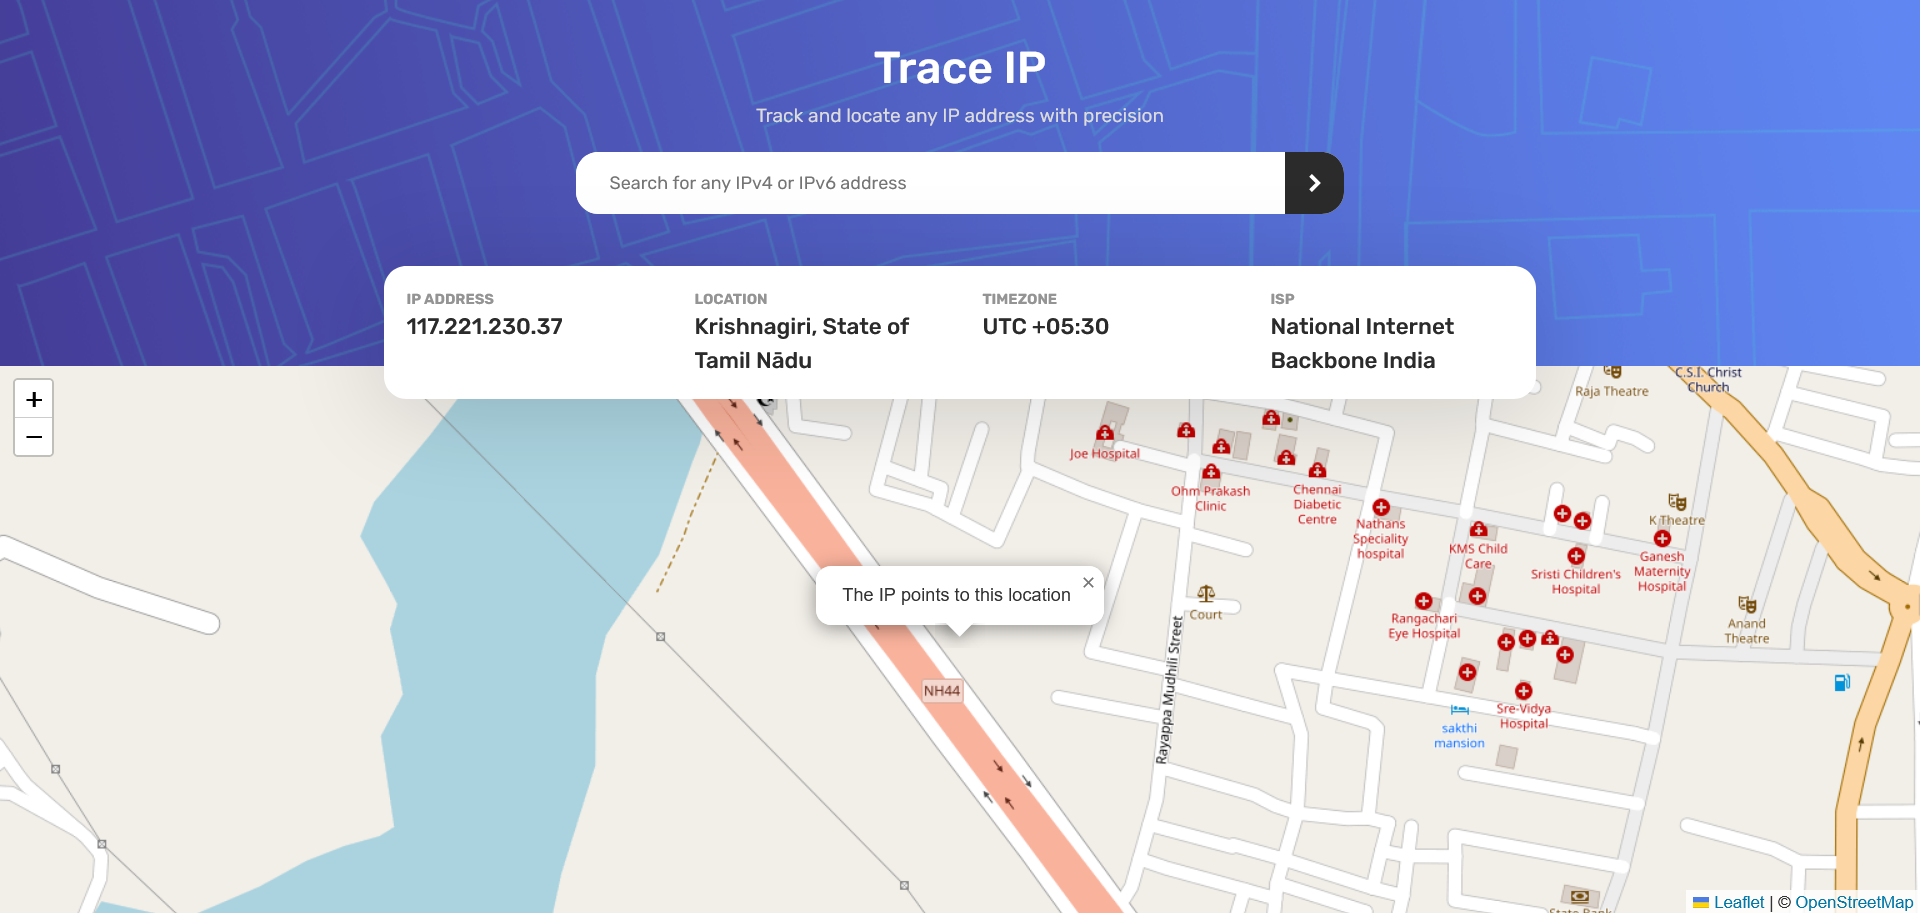 Trace IP
Track and locate any IP address with precision
Search for any IPv4 or IPv6 address
IP ADDRESS
117.221.230.37
LOCATION
Krishnagiri, State of
Tamil Nādu
TIMEZONE
UTC +05:30
ISP
National Internet
Backbone India
+
−
Raja Theatre
C.S.I. Christ
Church
Joe Hospital
Ohm Prakash
Clinic
Chennai
Diabetic
Centre
Nathans
Speciality
hospital
KMS Child
Care
K Theatre
Ganesh
Maternity
Hospital
Sristi Children's
Hospital
The IP points to this location
×
Court
Rangachari
Eye Hospital
Anand
Theatre
Rayappa Mudhili Street
NH44
Sre-Vidya
Hospital
sakthi
mansion
State Bank
Leaflet | © OpenStreetMap